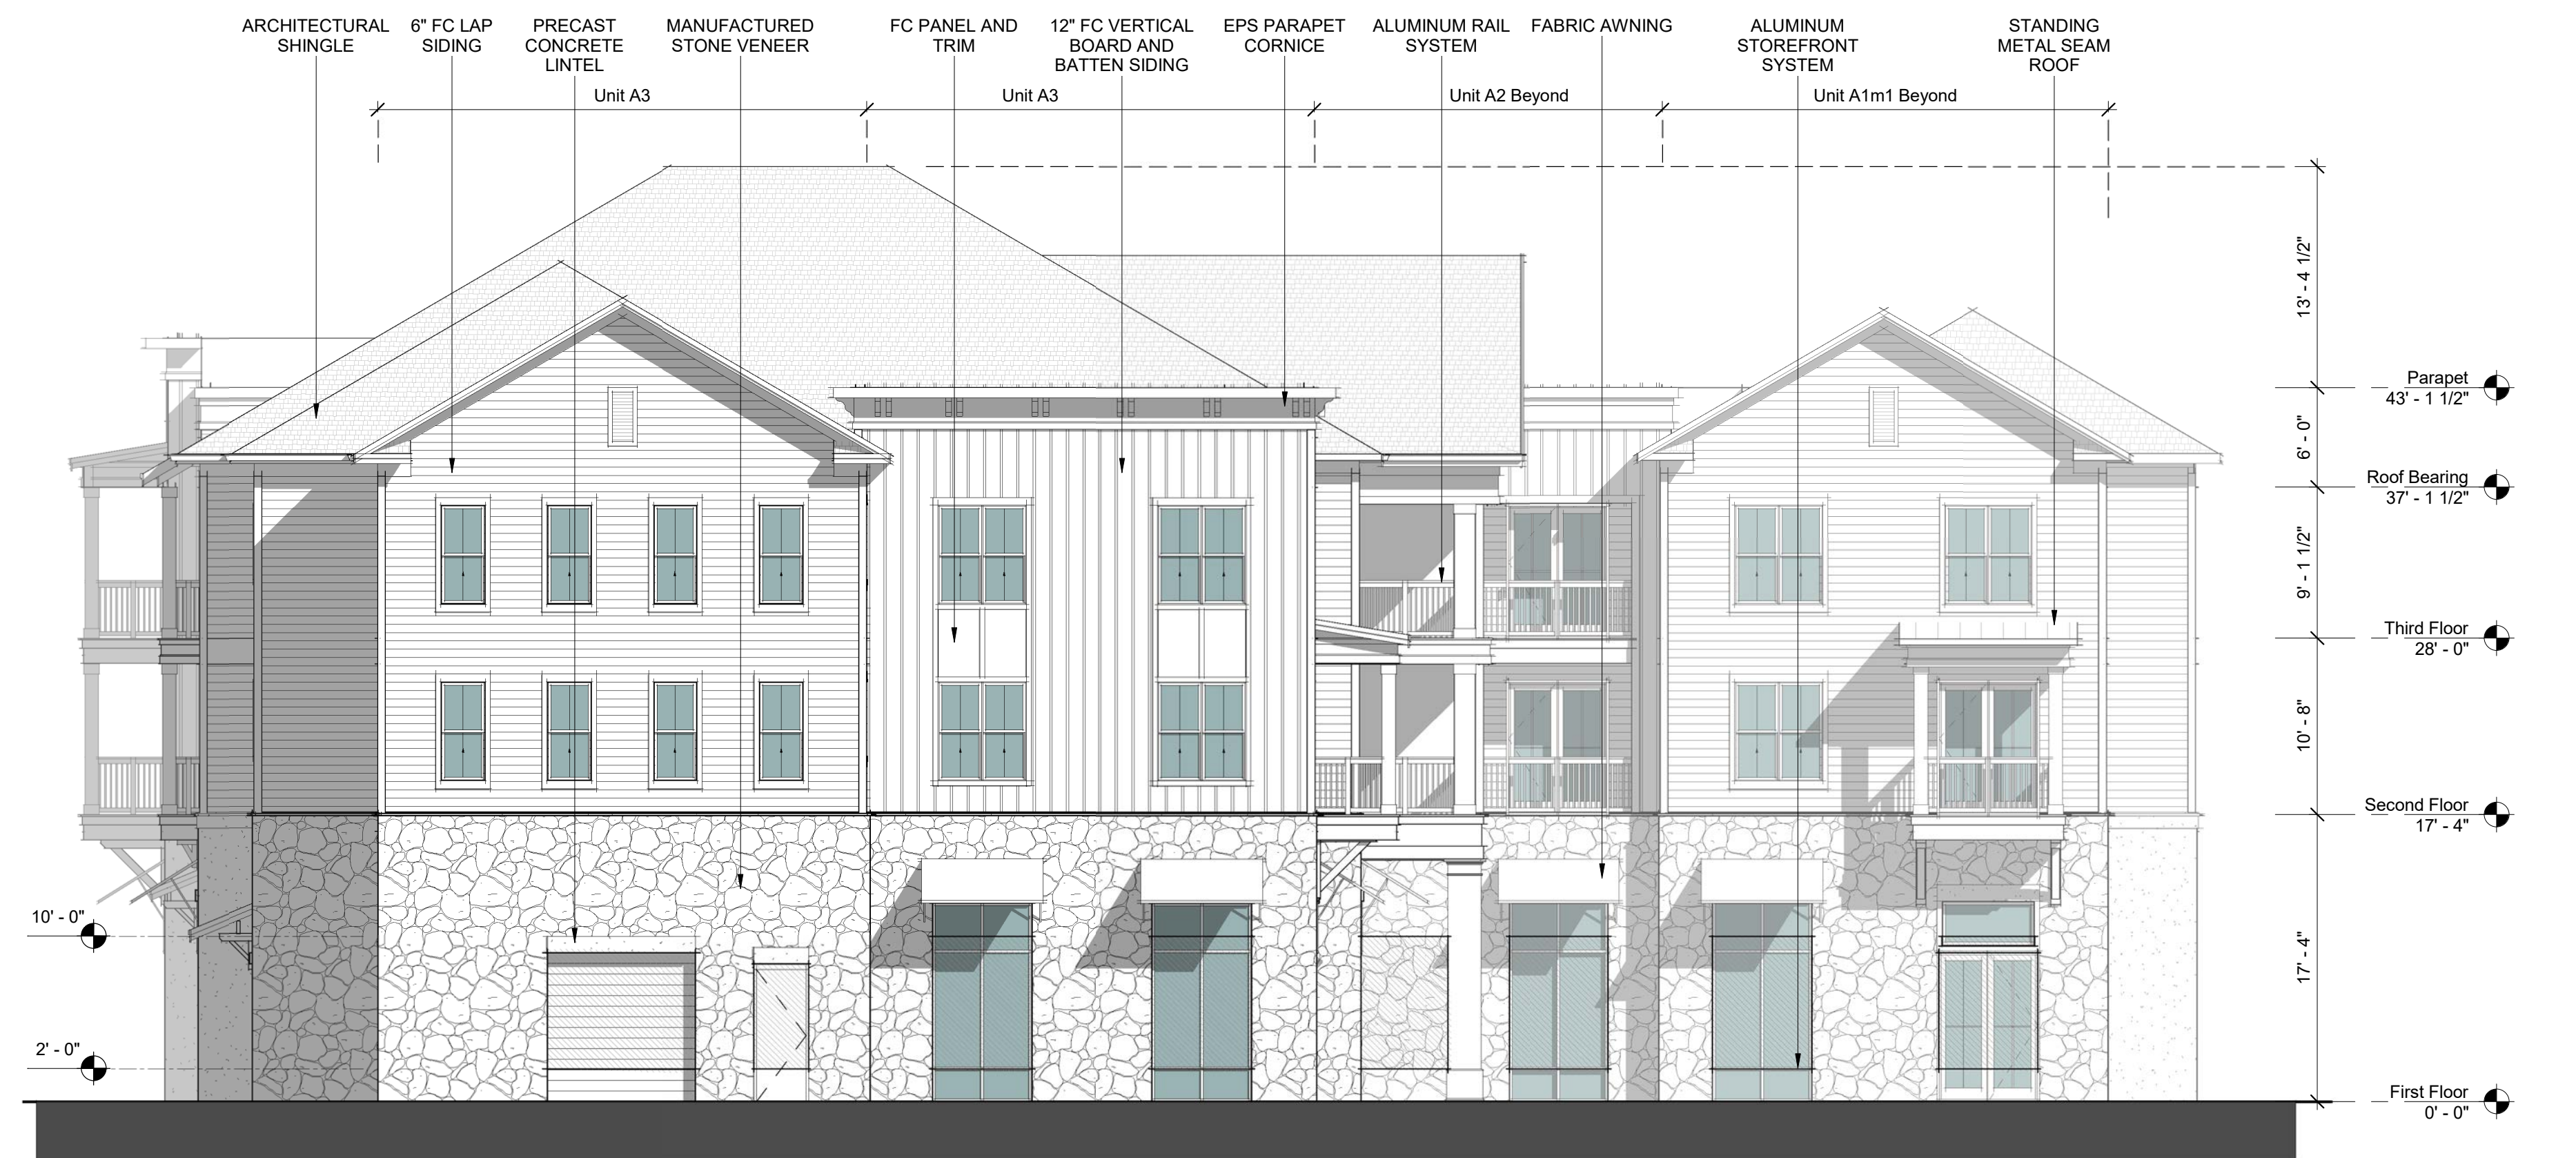 ARCHITECTURAL
SHINGLE
6" FC LAP
SIDING
PRECAST
CONCRETE
LINTEL
MANUFACTURED
STONE VENEER
FC PANEL AND
TRIM
12" FC VERTICAL
BOARD AND
BATTEN SIDING
EPS PARAPET
CORNICE
ALUMINUM RAIL
SYSTEM
FABRIC AWNING
ALUMINUM
STOREFRONT
SYSTEM
STANDING
METAL SEAM
ROOF
Unit A3
Unit A3
Unit A2 Beyond
Unit A1m1 Beyond
13' - 4 1/2"
Parapet
43' - 1 1/2"
6' - 0"
Roof Bearing
37' - 1 1/2"
9' - 1 1/2"
Third Floor
28' - 0"
10' - 8"
Second Floor
17' - 4"
17' - 4"
First Floor
0' - 0"
10' - 0"
2' - 0"